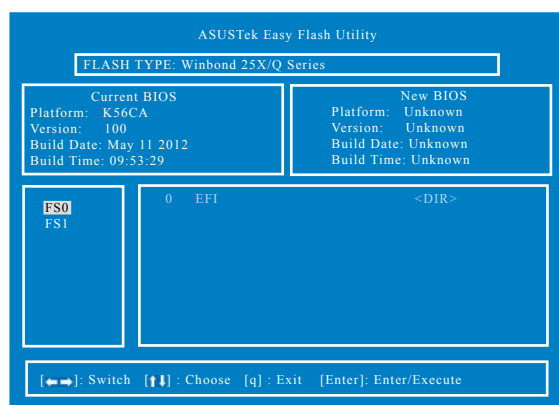 ASUSTek Easy Flash Utility
FLASH TYPE: Winbond 25X/Q Series
Current BIOS
Platform: K56CA
Version: 100
Build Date: May 11 2012
Build Time: 09:53:29
New BIOS
Platform: Unknown
Version: Unknown
Build Date: Unknown
Build Time: Unknown
FS0
FS1
0 EFI <DIR>
[←→]: Switch [↑↓] : Choose [q] : Exit [Enter]: Enter/Execute